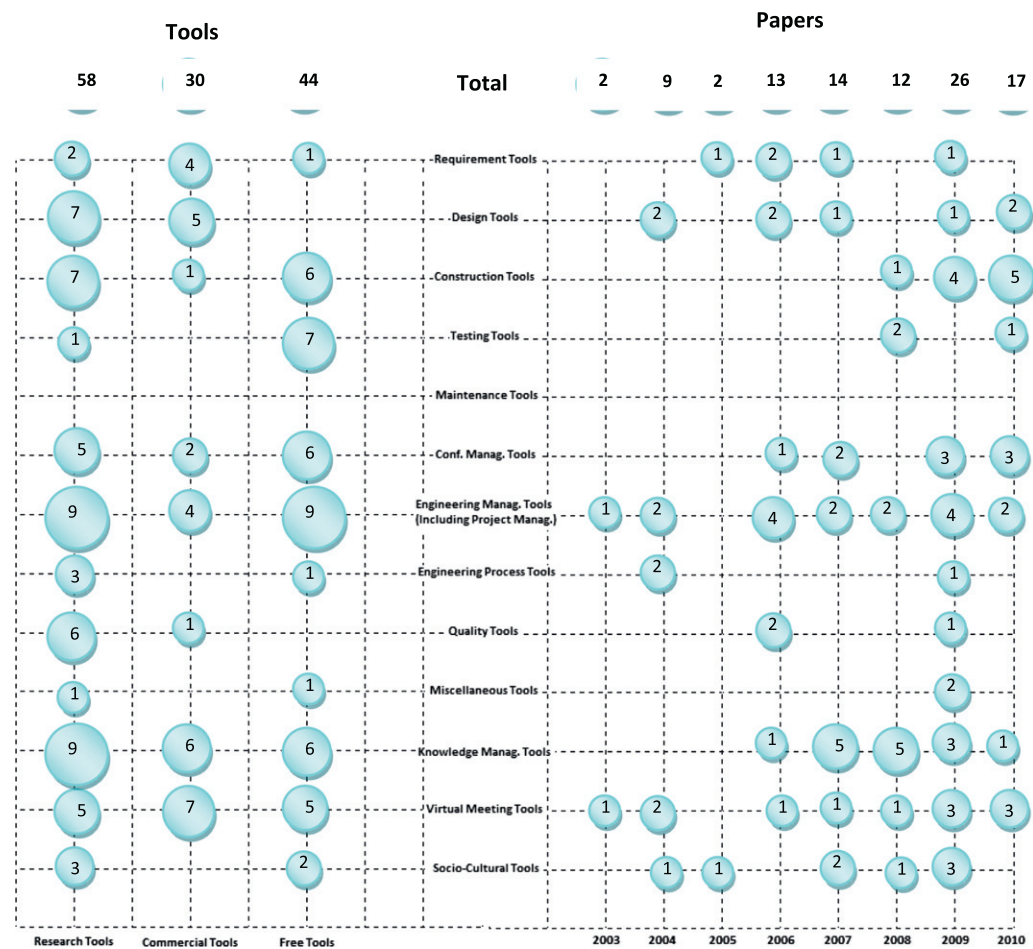 Tools Papers
58 30 44 Total 2 9 2 13 14 12 26 17
2 4 1 Requirement Tools 1 2 1 1
7 5 Design Tools 2 2 1 1 2
7 1 6 Construction Tools 1 4 5
1 7 Testing Tools 2 1
Maintenance Tools
5 2 6 Conf. Manag. Tools 1 2 3 3
9 4 9 Engineering Manag. Tools
(Including Project Manag.) 1 2 4 2 2 4 2
3 1 Engineering Process Tools 2 1
6 1 Quality Tools 2 1
1 1 Miscellaneous Tools 2
9 6 6 Knowledge Manag. Tools 1 5 5 3 1
5 7 5 Virtual Meeting Tools 1 2 1 1 1 3 3
3 2 Socio-Cultural Tools 1 1 2 1 3
Research Tools Commercial Tools Free Tools 2003 2004 2005 2006 2007 2008 2009 2010